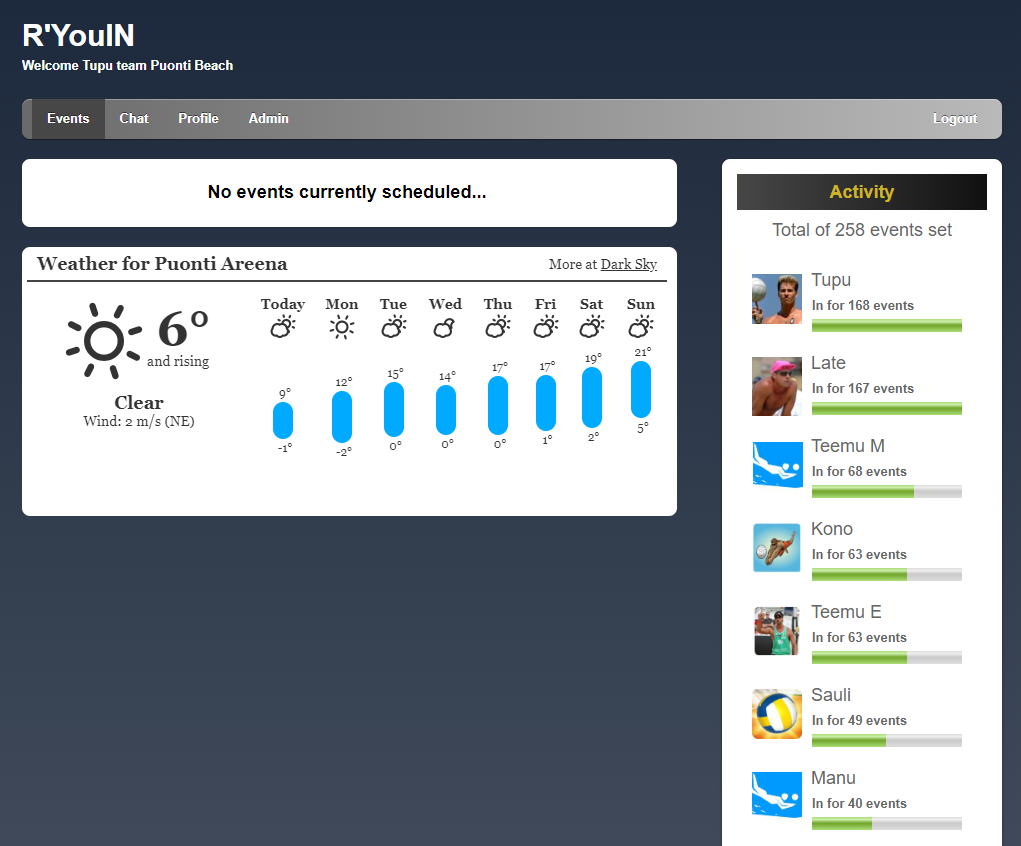 R'YouIN
Welcome Tupu team Puonti Beach
Events Chat Profile Admin Logout
No events currently scheduled...
Weather for Puonti Areena More at Dark Sky
6°
and rising
Clear
Wind: 2 m/s (NE)
Today Mon Tue Wed Thu Fri Sat Sun
9° 12° 15° 14° 17° 17° 19° 21°
-1° -2° 0° 0° 0° 1° 2° 5°
Activity
Total of 258 events set
Tupu
In for 168 events
Late
In for 167 events
Teemu M
In for 68 events
Kono
In for 63 events
Teemu E
In for 63 events
Sauli
In for 49 events
Manu
In for 40 events